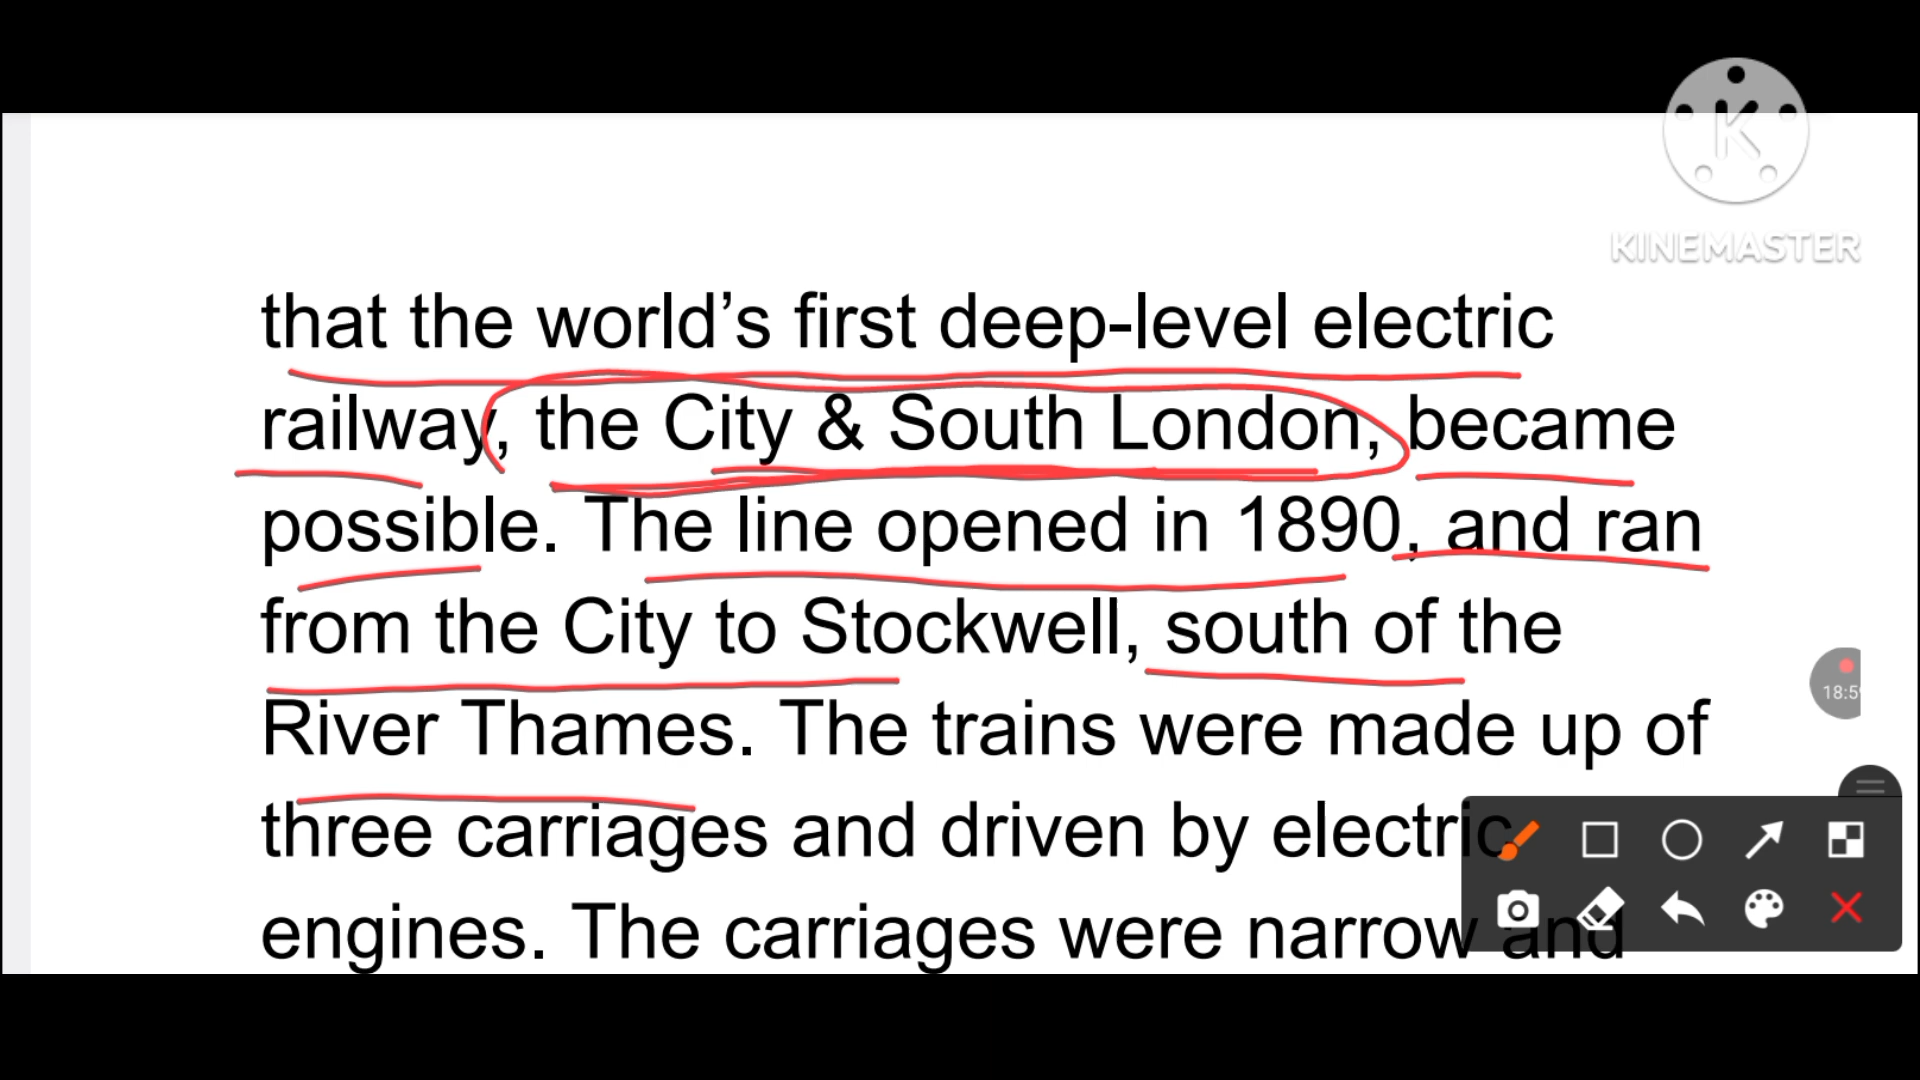 KINEMASTER
that the world’s first deep-level electric
railway, the City & South London, became
possible. The line opened in 1890, and ran
from the City to Stockwell, south of the
River Thames. The trains were made up of
three carriages and driven by electric
engines. The carriages were narrow and